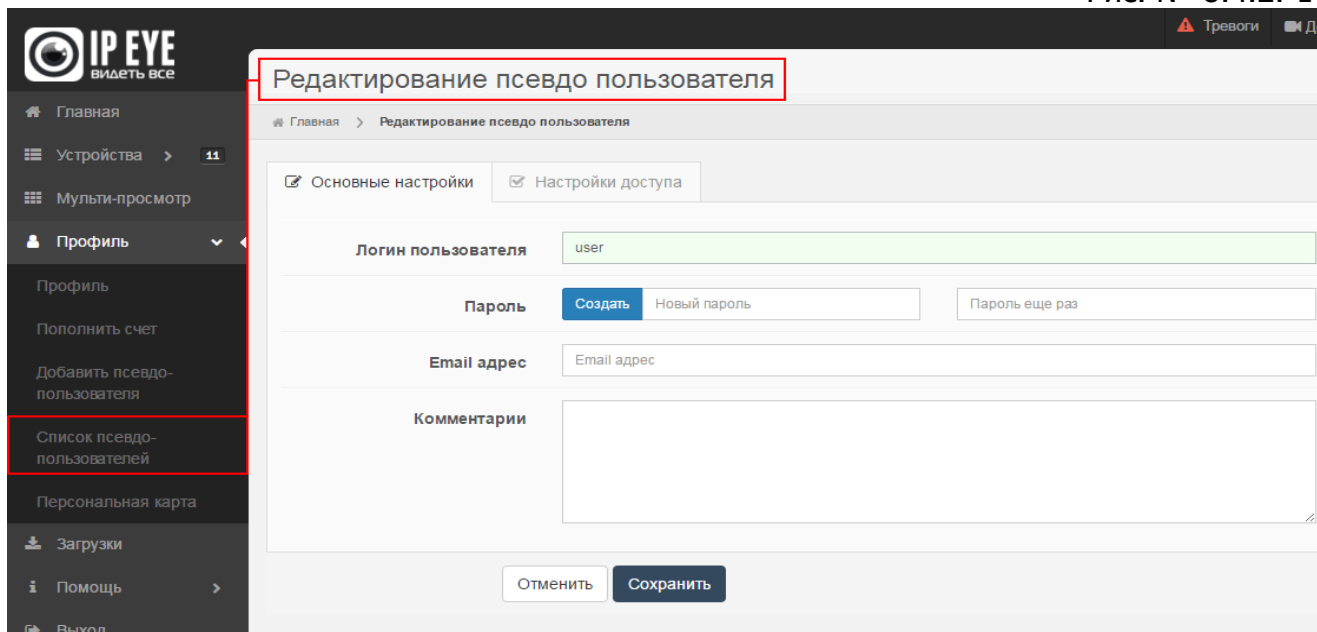 IP EYE
видеть все
Тревоги
Редактирование псевдо пользователя
Главная > Редактирование псевдо пользователя
Главная
Устройства > 11
Мульти-просмотр
Профиль
Профиль
Пополнить счет
Добавить псевдо-
пользователя
Список псевдо-
пользователей
Персональная карта
Загрузки
Помощь >
Выход
Основные настройки
Настройки доступа
Логин пользователя
user
Пароль
Создать
Новый пароль
Пароль еще раз
Email адрес
Email адрес
Комментарии
Отменить
Сохранить